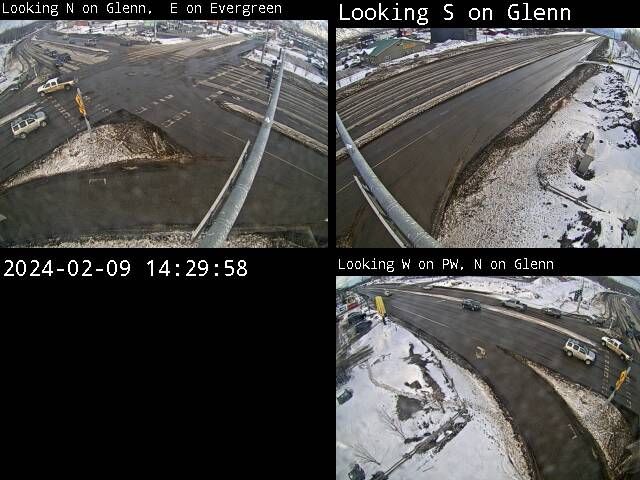 Looking N on Glenn,  E on Evergreen
Looking S on Glenn
2024-02-09 14:29:58
Looking W on PW, N on Glenn